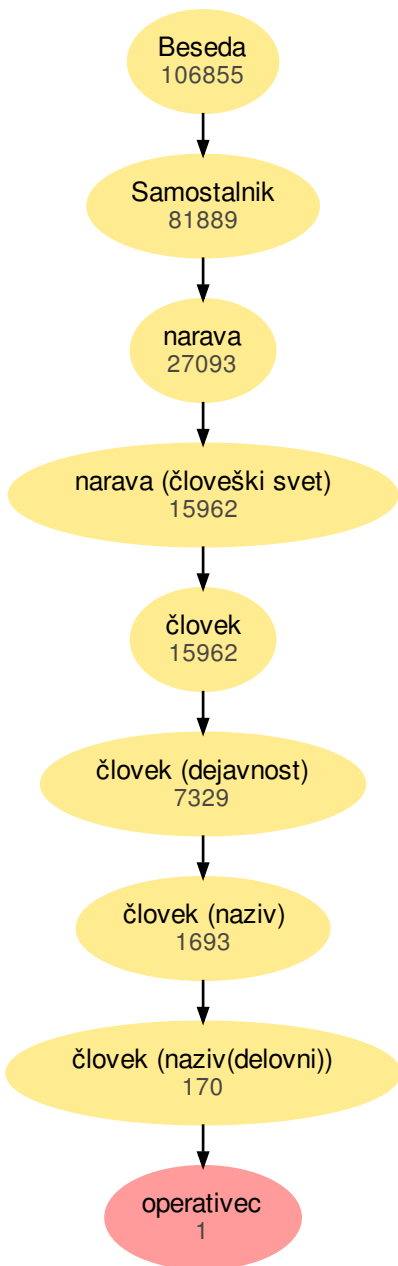 Beseda
106855
Samostalnik
81889
narava
27093
narava (človeški svet)
15962
človek
15962
človek (dejavnost)
7329
človek (naziv)
1693
človek (naziv(delovni))
170
operativec
1